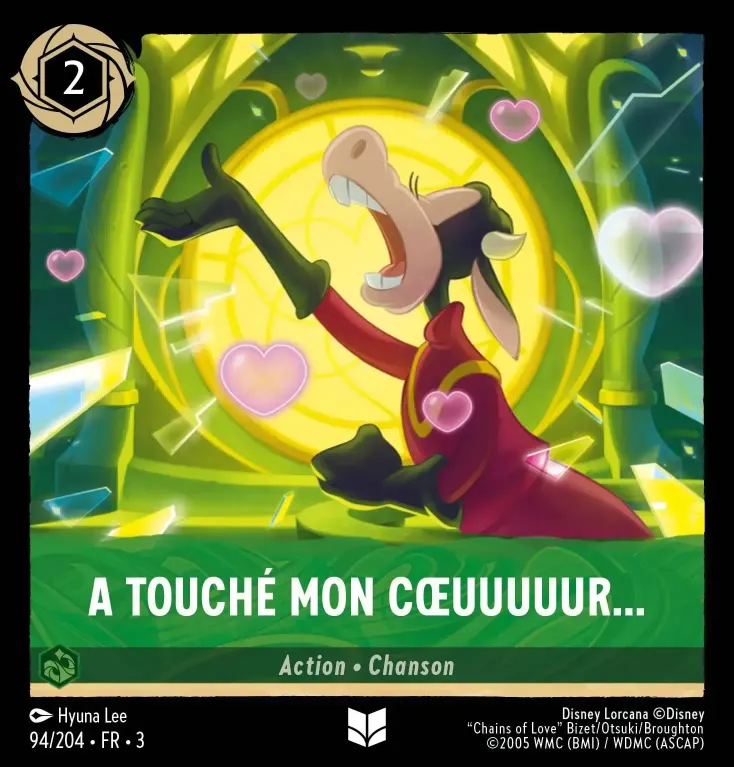 2
A TOUCHÉ MON CŒUUUUUR...
Action • Chanson
Hyuna Lee
94/204 • FR • 3
Disney Lorcana ©Disney
“Chains of Love” Bizet/Otsuki/Broughton
©2005 WMC (BMI) / WDMC (ASCAP)